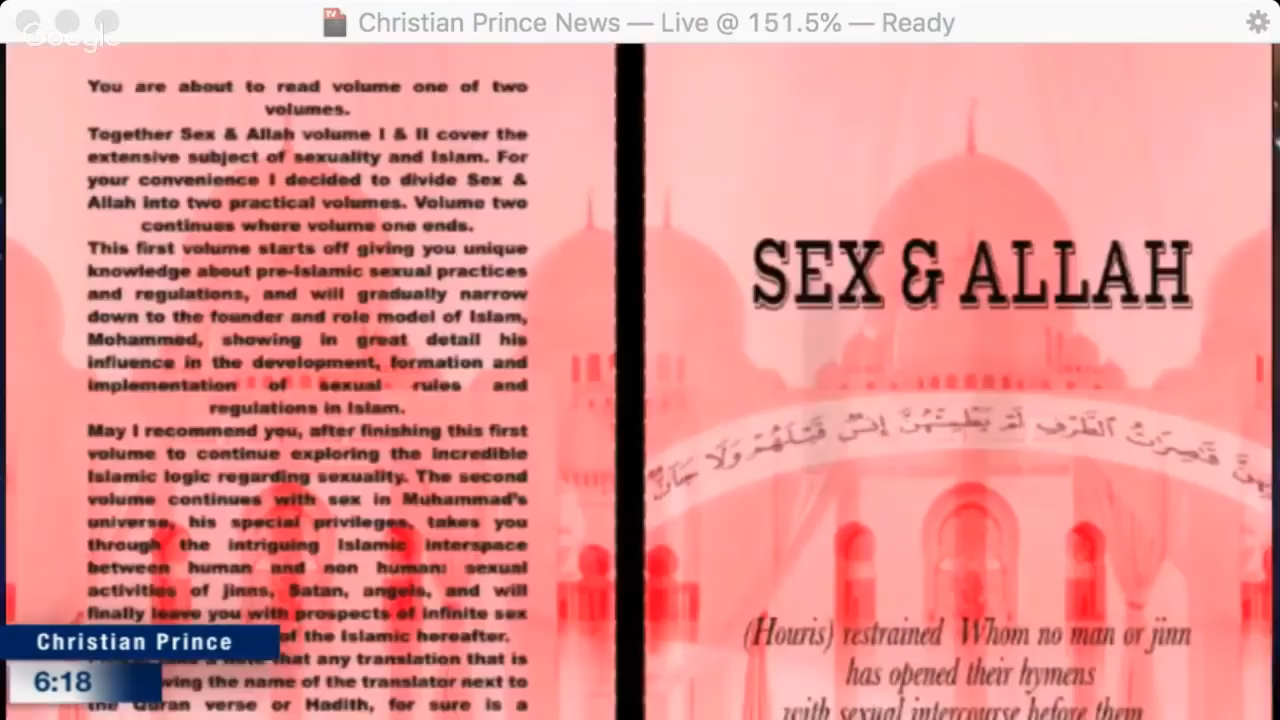 Christian Prince News — Live @ 151.5% — Ready
Google
You are about to read volume one of two
volumes.
Together Sex & Allah volume I & II cover the
extensive subject of sexuality and Islam. For
your convenience I decided to divide Sex &
Allah into two practical volumes. Volume two
continues where volume one ends.
This first volume starts off giving you unique
knowledge about pre-Islamic sexual practices
and regulations, and will gradually narrow
down to the founder and role model of Islam,
Mohammed, showing in great detail his
influence in the development, formation and
implementation of sexual rules and
regulations in Islam.
May I recommend you, after finishing this first
volume to continue exploring the incredible
Islamic logic regarding sexuality. The second
volume continues with sex in Muhammad's
universe, his special privileges, takes you
through the intriguing Islamic interspace
between human and non human: sexual
activities of jinns, Satan, angels, and will
finally leave you with prospects of infinite sex
of the Islamic hereafter.
that any translation that is
the name of the translator next to
the Quran verse or Hadith, for sure is a
Christian Prince
6:18
SEX & ALLAH
قَصِرَتُ ٱلطَّرْفِ لَمْ يَطْمِثْهُنَّ إِنسٌ قَبْلَهُمْ وَلَا جَآنٌّ
(Houris) restrained Whom no man or jinn
has opened their hymens
with sexual intercourse before them